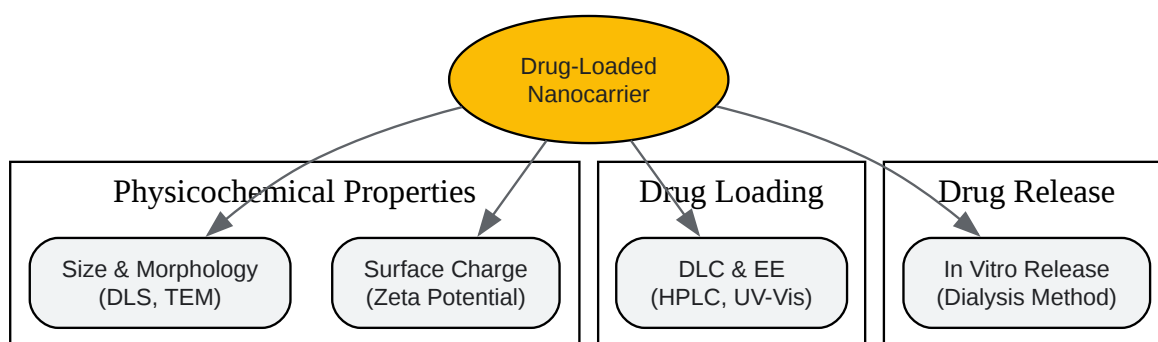 Drug-Loaded
Nanocarrier
Physicochemical Properties
Drug Loading
Drug Release
Size & Morphology
(DLS, TEM)
Surface Charge
(Zeta Potential)
DLC & EE
(HPLC, UV-Vis)
In Vitro Release
(Dialysis Method)